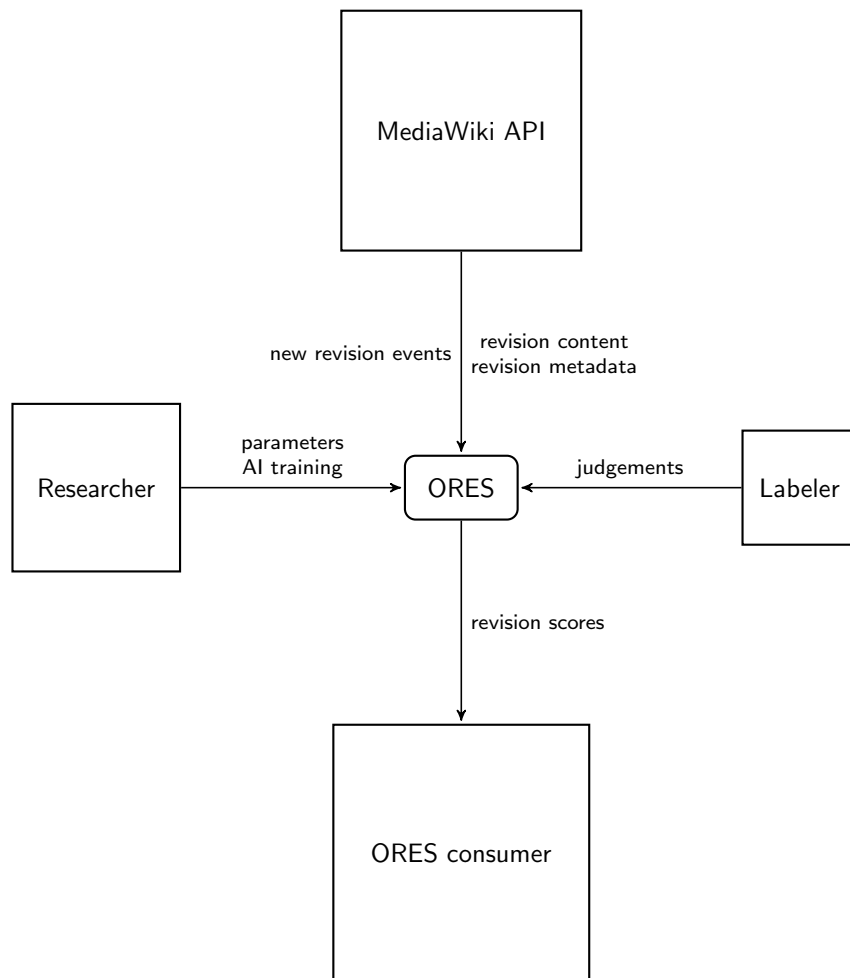 MediaWiki API
new revision events
revision content
revision metadata
parameters
AI training
Researcher
ORES
judgements
Labeler
revision scores
ORES consumer